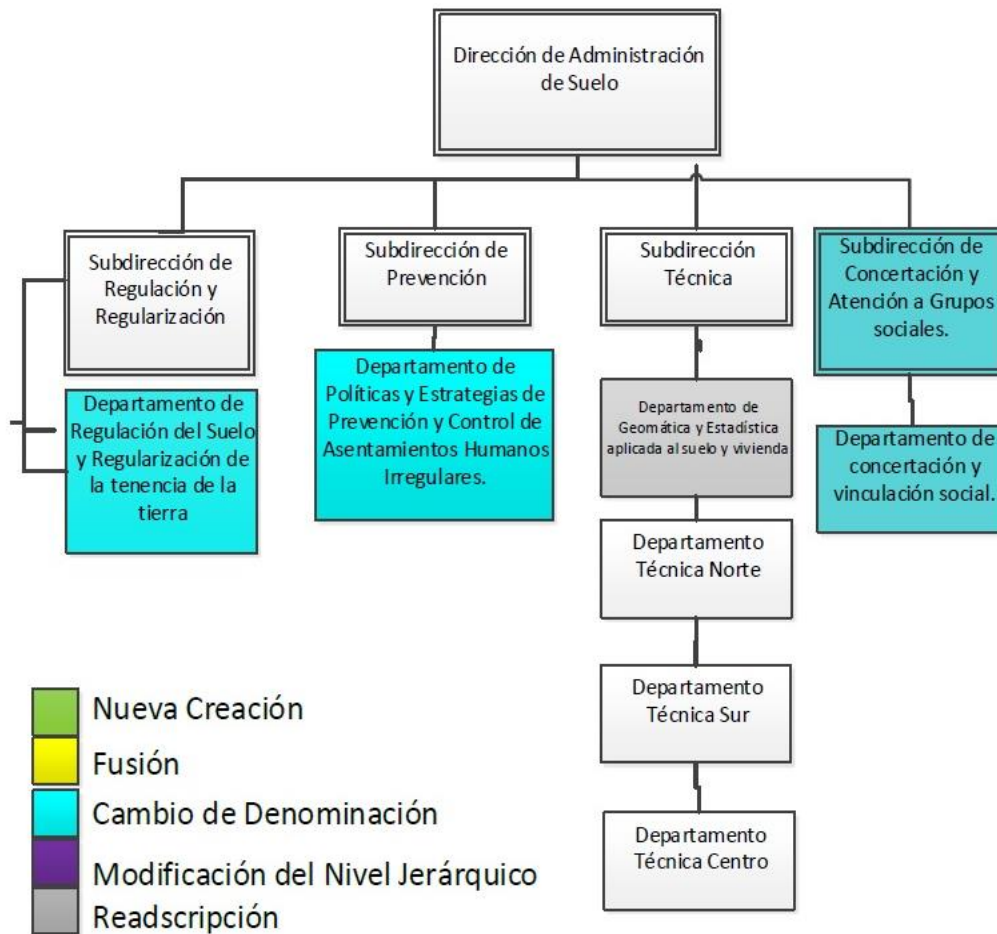 Dirección de Administración
de Suelo
Subdirección de
Regulación y
Regularización
Subdirección de
Prevención
Subdirección
Técnica
Subdirección de
Concertación y
Atención a Grupos
sociales.
Departamento de
Regulación del Suelo
y Regularización de
la tenencia de la
tierra
Departamento de
Políticas y Estrategias de
Prevención y Control de
Asentamientos Humanos
Irregulares.
Departamento de
Geomática y Estadística
aplicada al suelo y vivienda
Departamento de
concertación y
vinculación social.
Departamento
Técnica Norte
Departamento
Técnica Sur
Departamento
Técnica Centro
Nueva Creación
Fusión
Cambio de Denominación
Modificación del Nivel Jerárquico
Readscripción